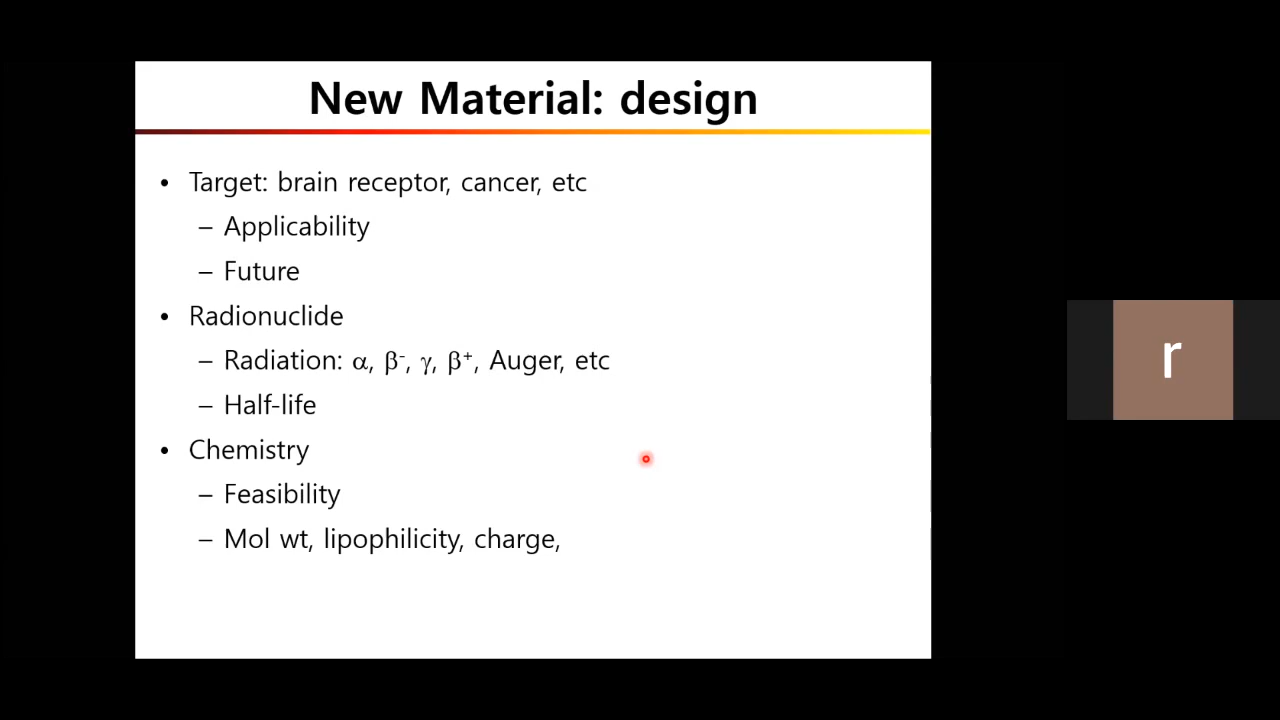 New Material: design
• Target: brain receptor, cancer, etc
– Applicability
– Future
• Radionuclide
– Radiation: α, β⁻, γ, β⁺, Auger, etc
– Half-life
• Chemistry
– Feasibility
– Mol wt, lipophilicity, charge,
r